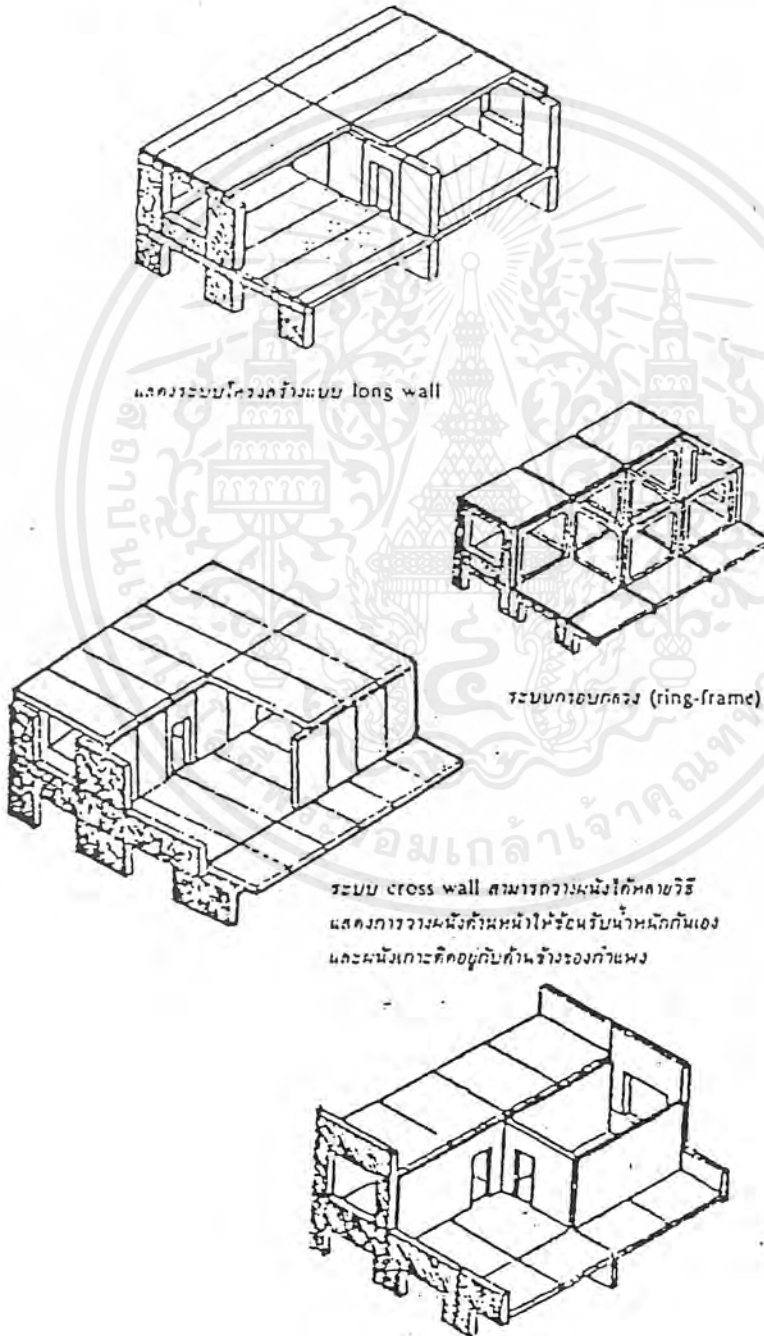 แสดงระบบโครงสร้างแบบ long wall
ระบบกรอบกลวง (ring-frame)
ระบบ cross wall สามารถวางผนังได้หลายวิธี
แสดงการวางผนังด้านหน้าให้ซ้อนรับน้ำหนักกันเอง
และผนังเกาะติดอยู่กับด้านข้างของกำแพง